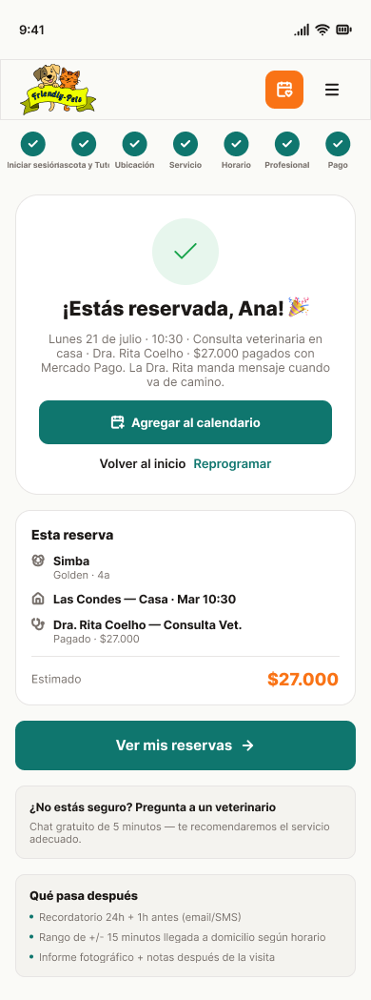 9:41
Friendly-Pets
Iniciar sesión
ascota y Tut
Ubicación
Servicio
Horario
Profesional
Pago
¡Estás reservada, Ana! 🎉
Lunes 21 de julio · 10:30 · Consulta veterinaria en
casa · Dra. Rita Coelho · $27.000 pagados con
Mercado Pago. La Dra. Rita manda mensaje cuando
va de camino.
Agregar al calendario
Volver al inicio Reprogramar
Esta reserva
Simba
Golden · 4a
Las Condes — Casa · Mar 10:30
Dra. Rita Coelho — Consulta Vet.
Pagado · $27.000
Estimado $27.000
Ver mis reservas →
¿No estás seguro? Pregunta a un veterinario
Chat gratuito de 5 minutos — te recomendaremos el servicio
adecuado.
Qué pasa después
• Recordatorio 24h + 1h antes (email/SMS)
• Rango de +/- 15 minutos llegada a domicilio según horario
• Informe fotográfico + notas después de la visita